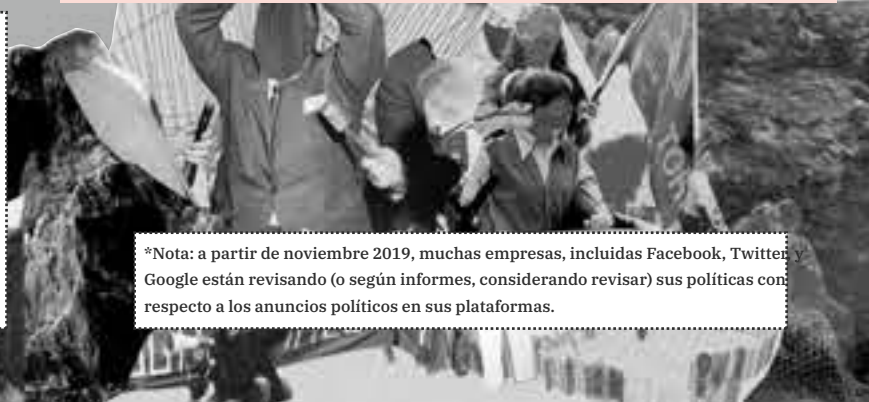 *Nota: a partir de noviembre 2019, muchas empresas, incluidas Facebook, Twitter, y
Google están revisando (o según informes, considerando revisar) sus políticas con
respecto a los anuncios políticos en sus plataformas.